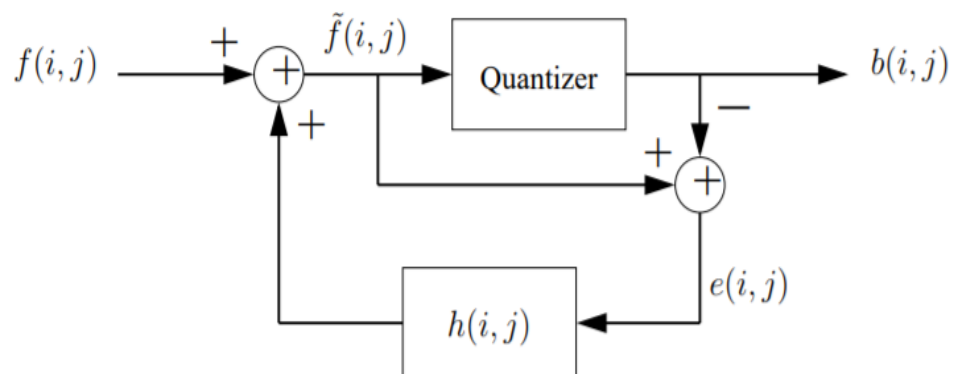 + f̃(i, j)
f(i, j) + Quantizer b(i, j)
+ −
+ +
e(i, j)
h(i, j)